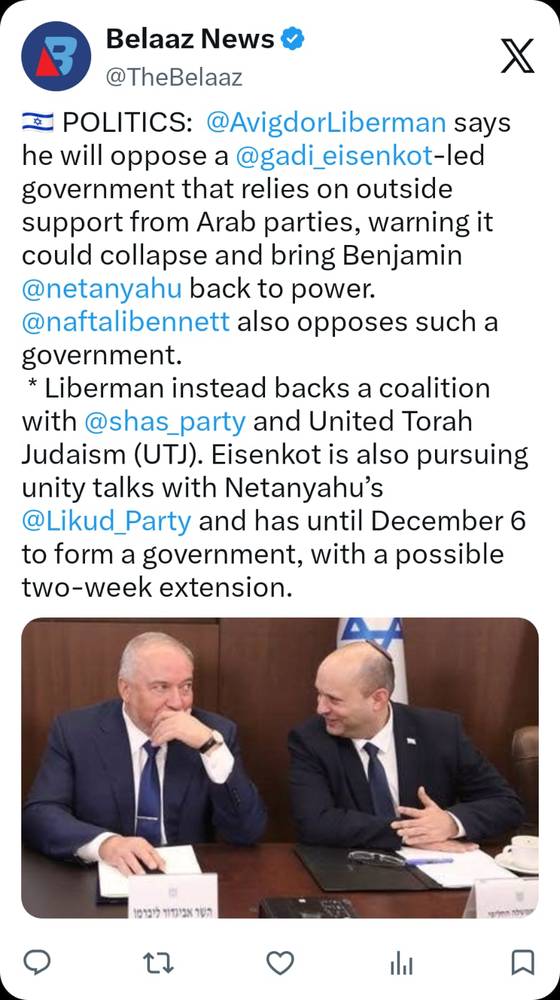 Belaaz News
@TheBelaaz
🇮🇱 POLITICS: @AvigdorLiberman says
he will oppose a @gadi_eisenkot-led
government that relies on outside
support from Arab parties, warning it
could collapse and bring Benjamin
@netanyahu back to power.
@naftalibennett also opposes such a
government.
* Liberman instead backs a coalition
with @shas_party and United Torah
Judaism (UTJ). Eisenkot is also pursuing
unity talks with Netanyahu’s
@Likud_Party and has until December 6
to form a government, with a possible
two-week extension.
השר אביגדור ליברמן